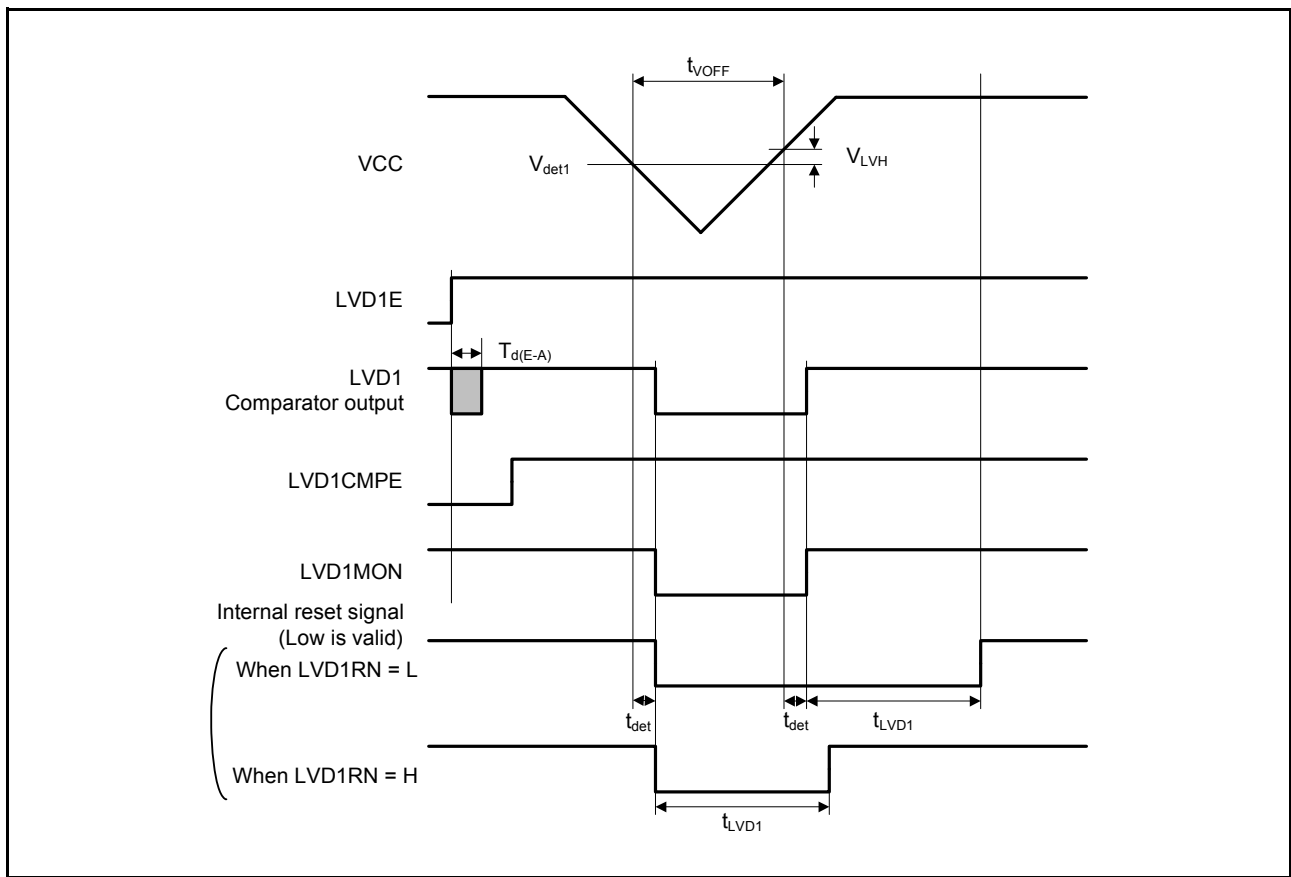 tVOFF
VCC
Vdet1
VLVH
LVD1E
Td(E-A)
LVD1
Comparator output
LVD1CMPE
LVD1MON
Internal reset signal
(Low is valid)
When LVD1RN = L
tdet
tdet
tLVD1
When LVD1RN = H
tLVD1